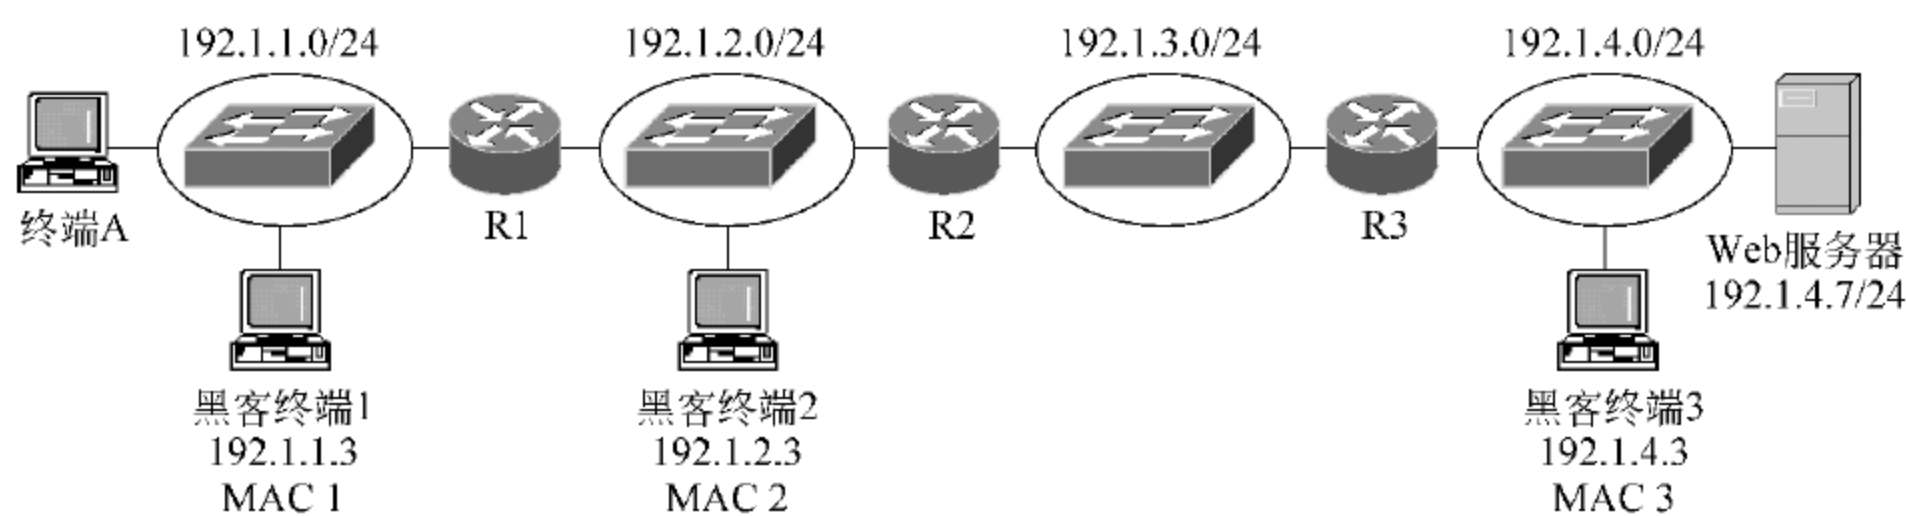 192.1.1.0/24
192.1.2.0/24
192.1.3.0/24
192.1.4.0/24
终端A
R1
R2
R3
Web服务器
192.1.4.7/24
黑客终端1
192.1.1.3
MAC 1
黑客终端2
192.1.2.3
MAC 2
黑客终端3
192.1.4.3
MAC 3